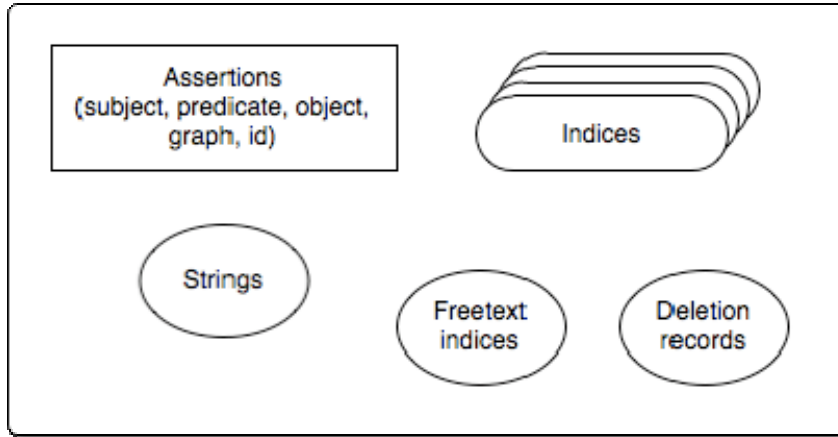 Assertions
(subject, predicate, object,
graph, id)
Indices
Strings
Freetext
indices
Deletion
records